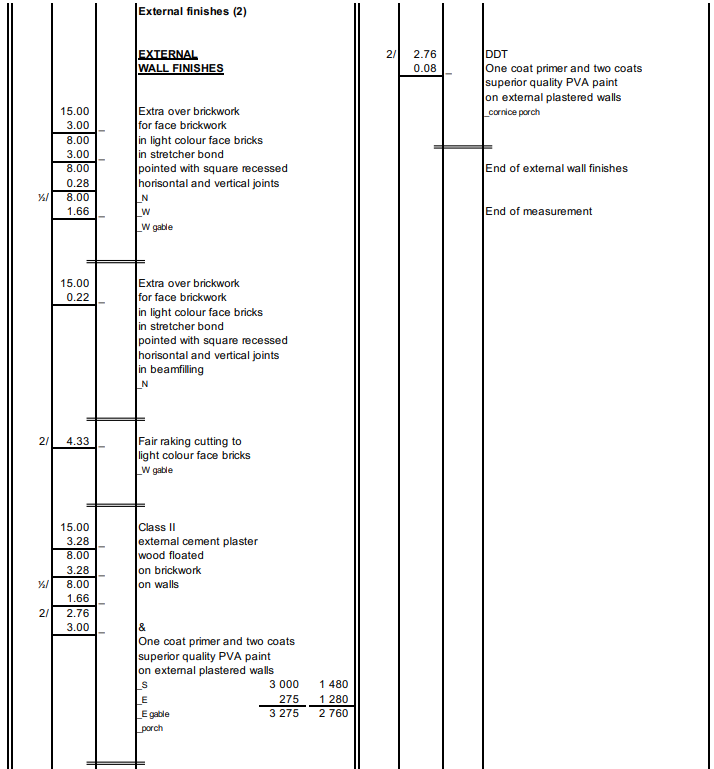 External finishes (2)
EXTERNAL
WALL FINISHES
15.00 Extra over brickwork
3.00 _ for face brickwork
8.00 in light colour face bricks
3.00 _ in stretcher bond
8.00 pointed with square recessed
0.28 horisontal and vertical joints
½/ 8.00 _N
1.66 _ _W
_W gable
15.00 Extra over brickwork
0.22 _ for face brickwork
in light colour face bricks
in stretcher bond
pointed with square recessed
horisontal and vertical joints
in beamfilling
_N
2/ 4.33 _ Fair raking cutting to
light colour face bricks
_W gable
15.00 Class II
3.28 _ external cement plaster
8.00 wood floated
3.28 _ on brickwork
½/ 8.00 on walls
1.66 _
2/ 2.76
3.00 _ &
One coat primer and two coats
superior quality PVA paint
on external plastered walls
_S 3 000 1 480
_E 275 1 280
_E gable 3 275 2 760
_porch
2/ 2.76 DDT
0.08 _ One coat primer and two coats
superior quality PVA paint
on external plastered walls
_cornice porch
End of external wall finishes
End of measurement